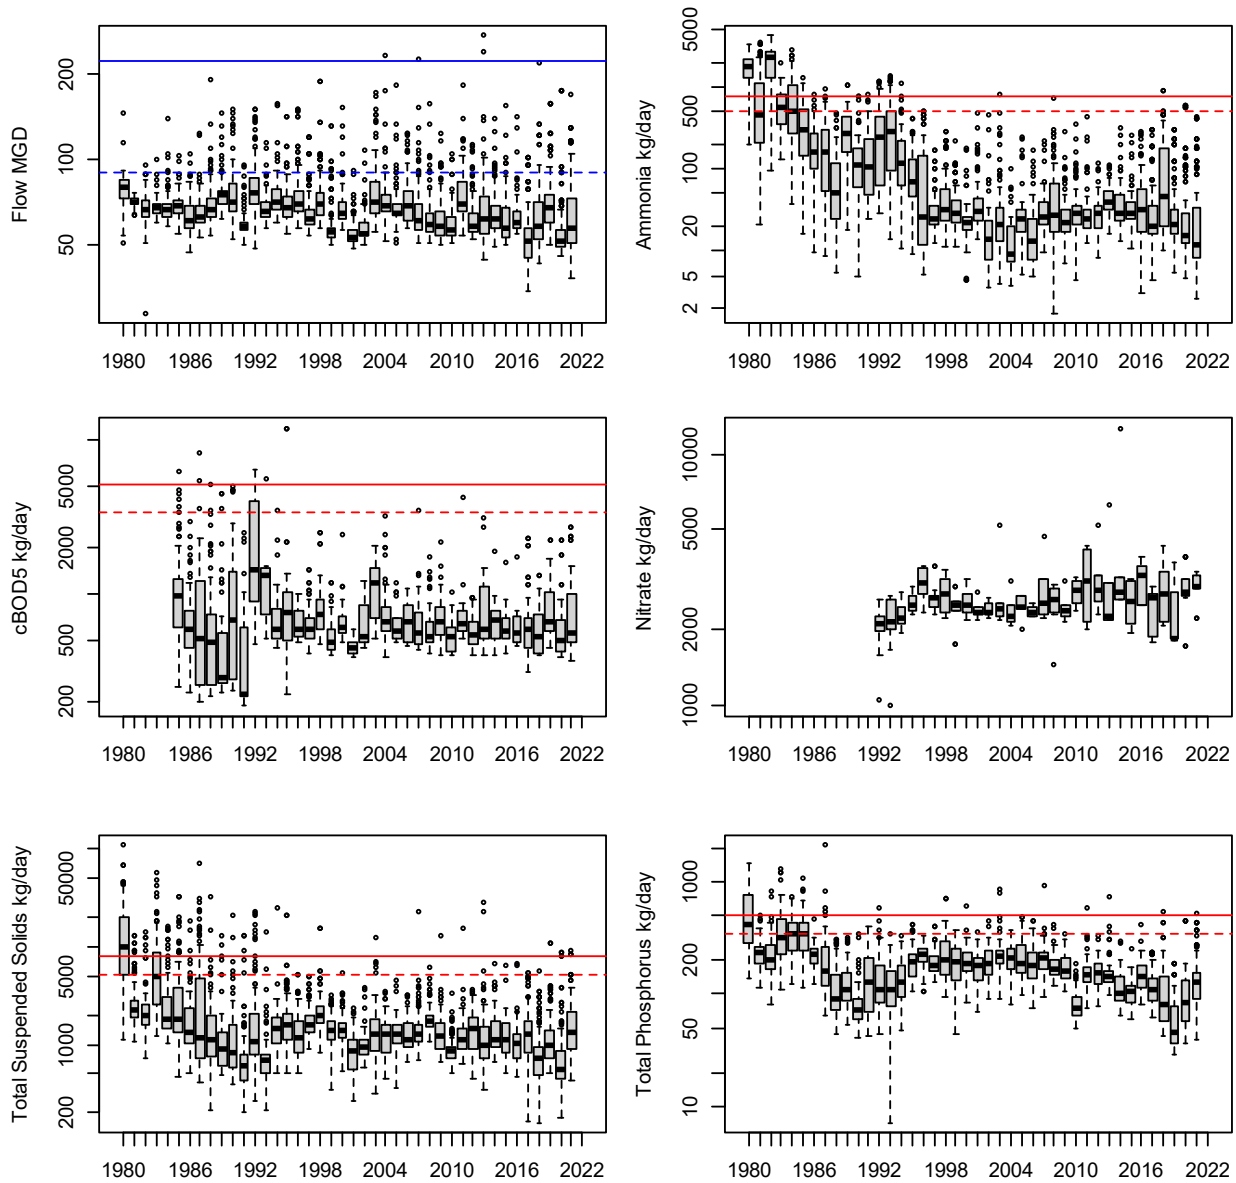 Flow MGD
200
100
50
1980 1986 1992 1998 2004 2010 2016 2022
Ammonia kg/day
5000
500
100
20
5
2
1980 1986 1992 1998 2004 2010 2016 2022
cBOD5 kg/day
5000
2000
500
200
1980 1986 1992 1998 2004 2010 2016 2022
Nitrate kg/day
10000
5000
2000
1000
1980 1986 1992 1998 2004 2010 2016 2022
Total Suspended Solids kg/day
50000
5000
1000
200
1980 1986 1992 1998 2004 2010 2016 2022
Total Phosphorus kg/day
1000
200
50
10
1980 1986 1992 1998 2004 2010 2016 2022